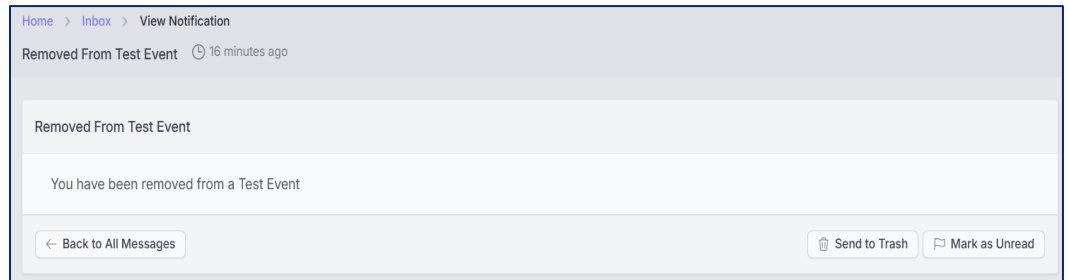 Home > Inbox > View Notification
Removed From Test Event 16 minutes ago
Removed From Test Event
You have been removed from a Test Event
← Back to All Messages Send to Trash Mark as Unread